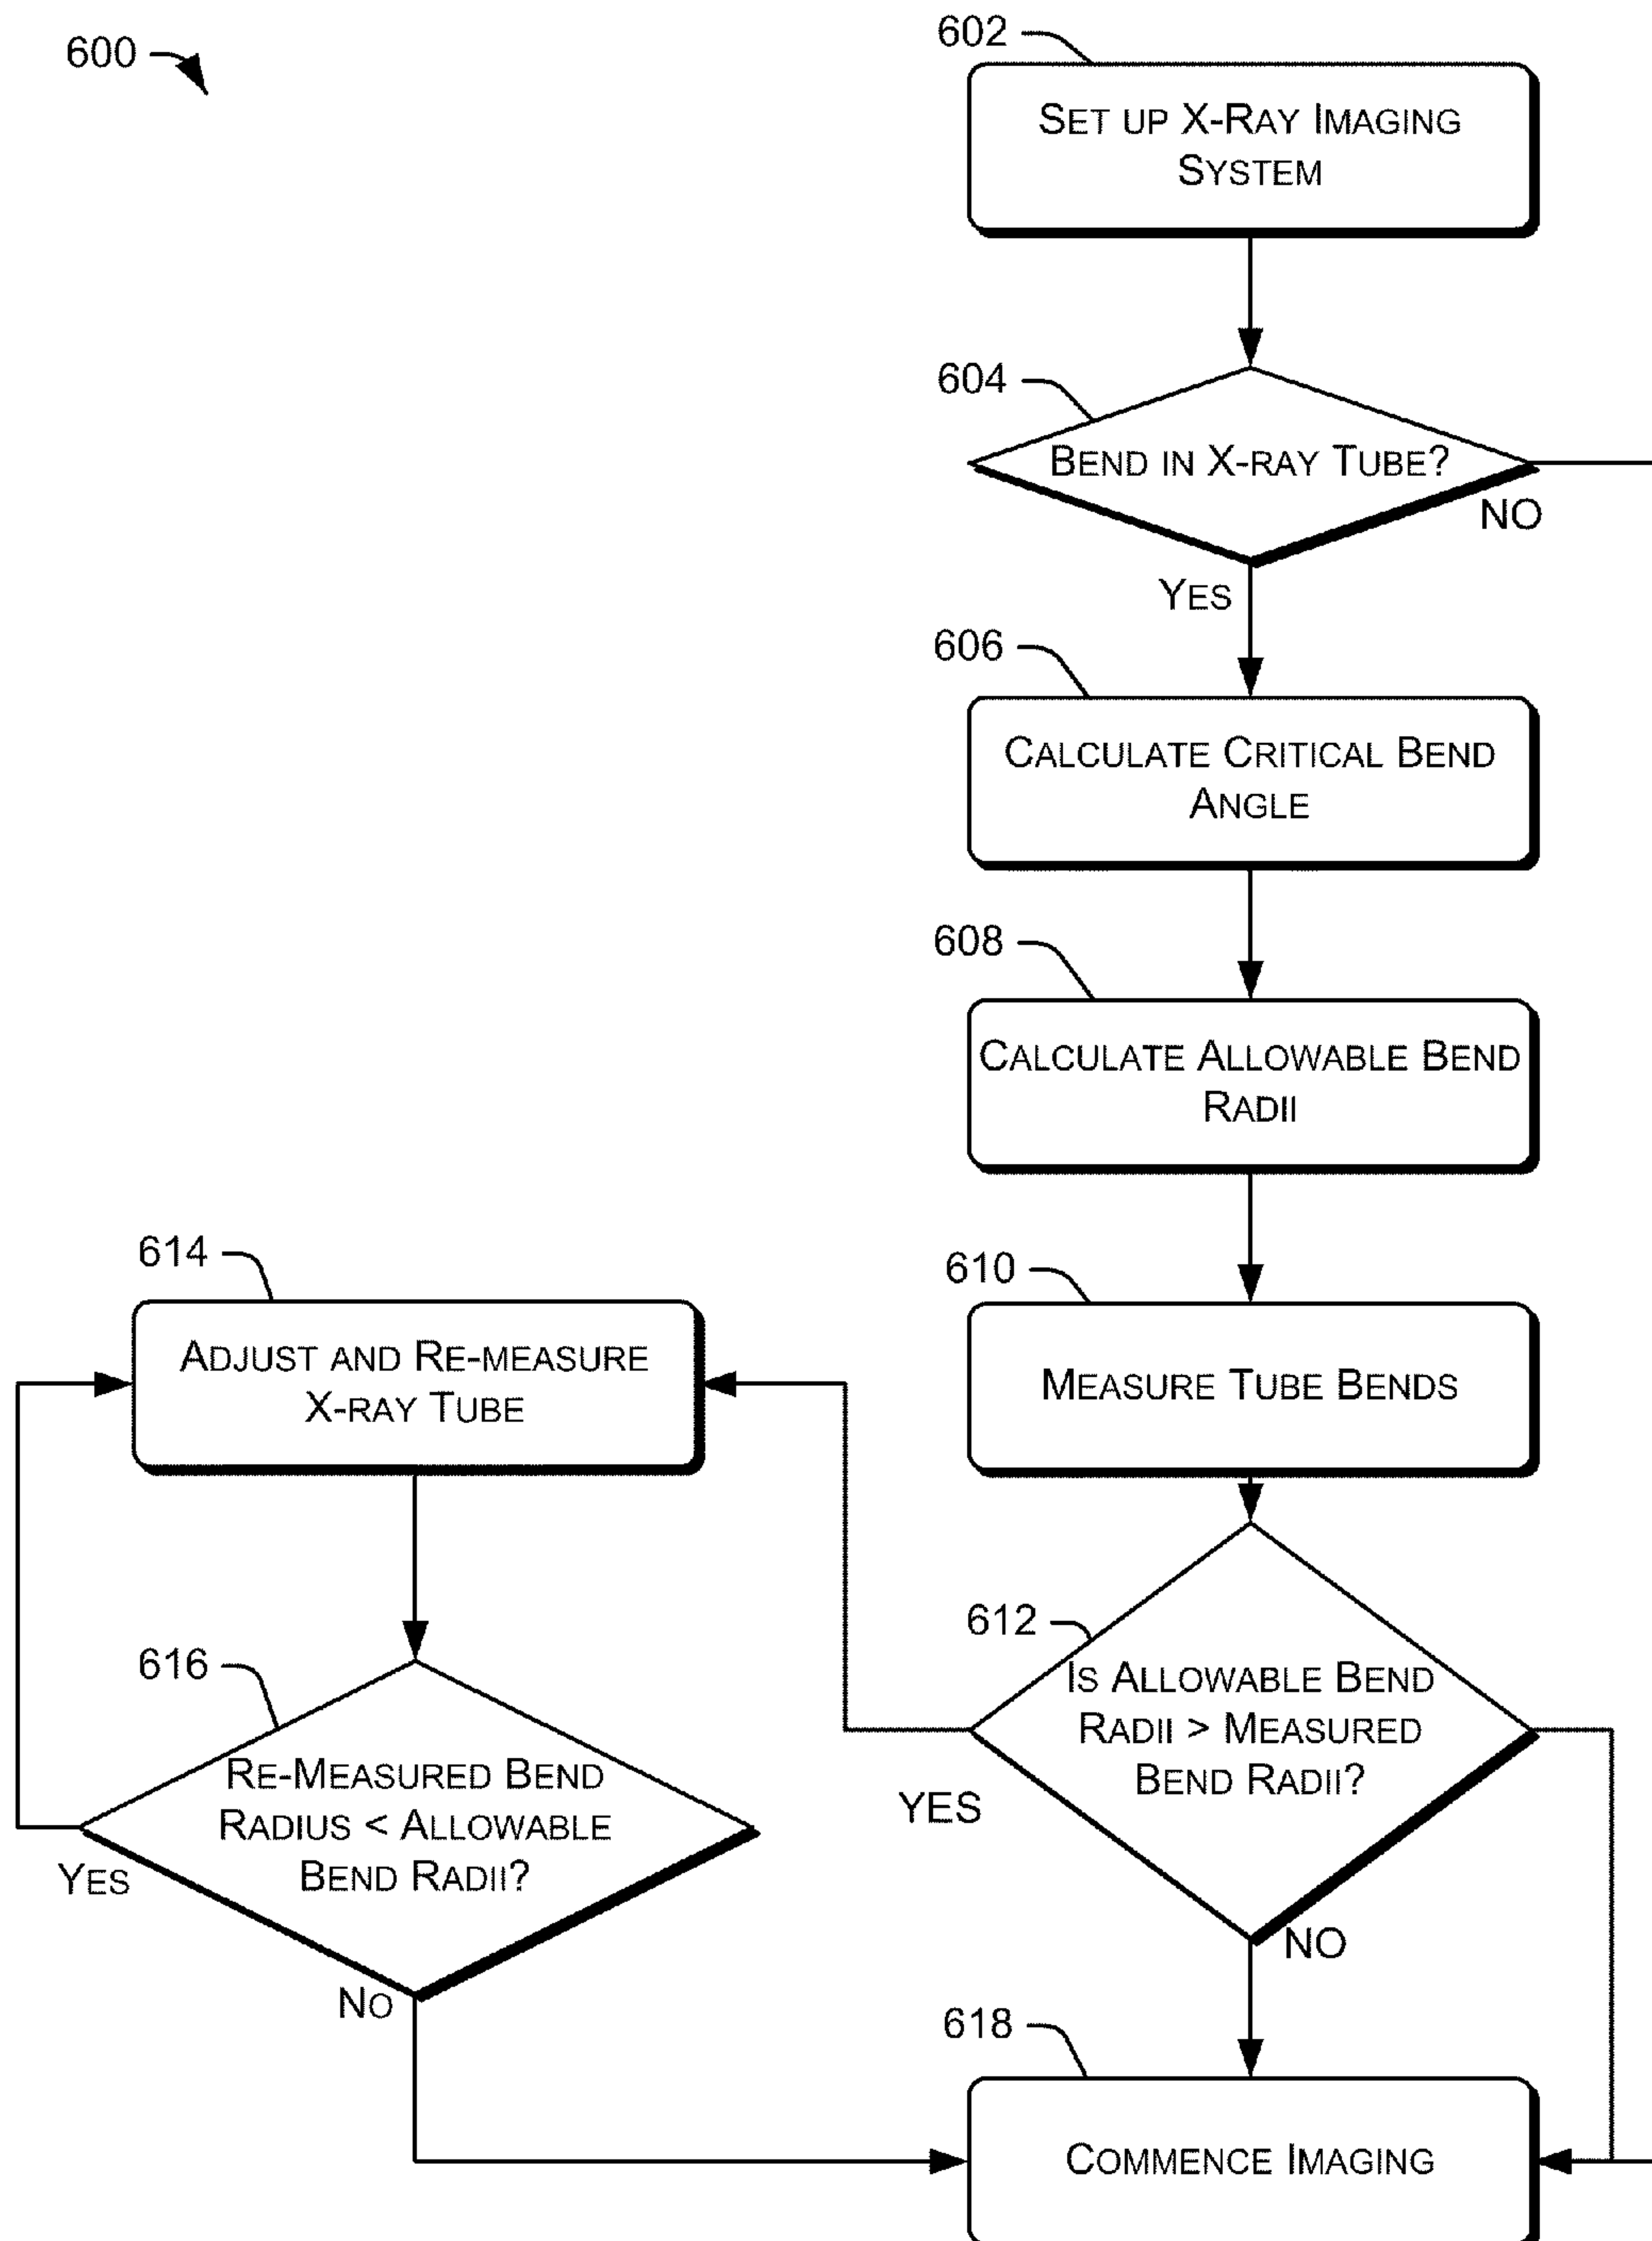 600
602
SET UP X-RAY IMAGING
SYSTEM
604
BEND IN X-RAY TUBE?
NO
YES
606
CALCULATE CRITICAL BEND
ANGLE
608
CALCULATE ALLOWABLE BEND
RADII
610
MEASURE TUBE BENDS
614
ADJUST AND RE-MEASURE
X-RAY TUBE
612
IS ALLOWABLE BEND
RADII > MEASURED
BEND RADII?
YES
NO
616
RE-MEASURED BEND
RADIUS < ALLOWABLE
BEND RADII?
YES
NO
618
COMMENCE IMAGING